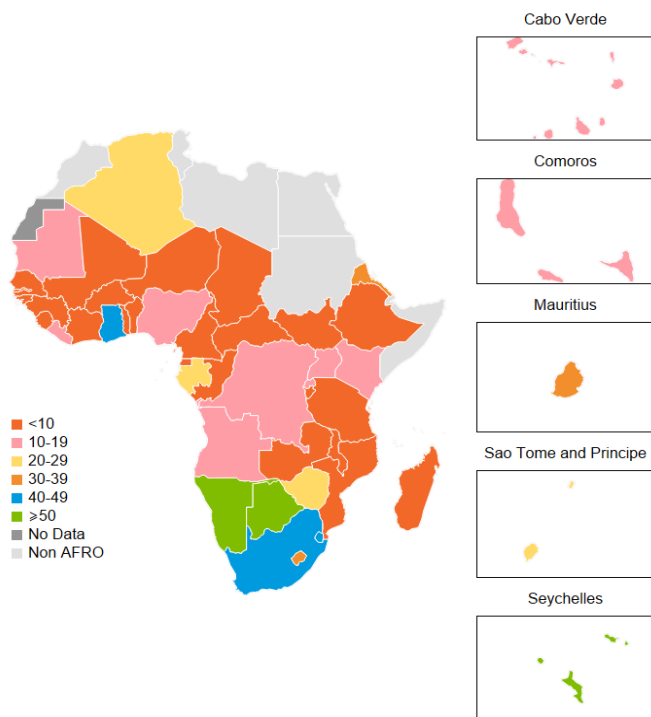 Cabo Verde
Comoros
Mauritius
Sao Tome and Principe
Seychelles
<10
10-19
20-29
30-39
40-49
⩾50
No Data
Non AFRO